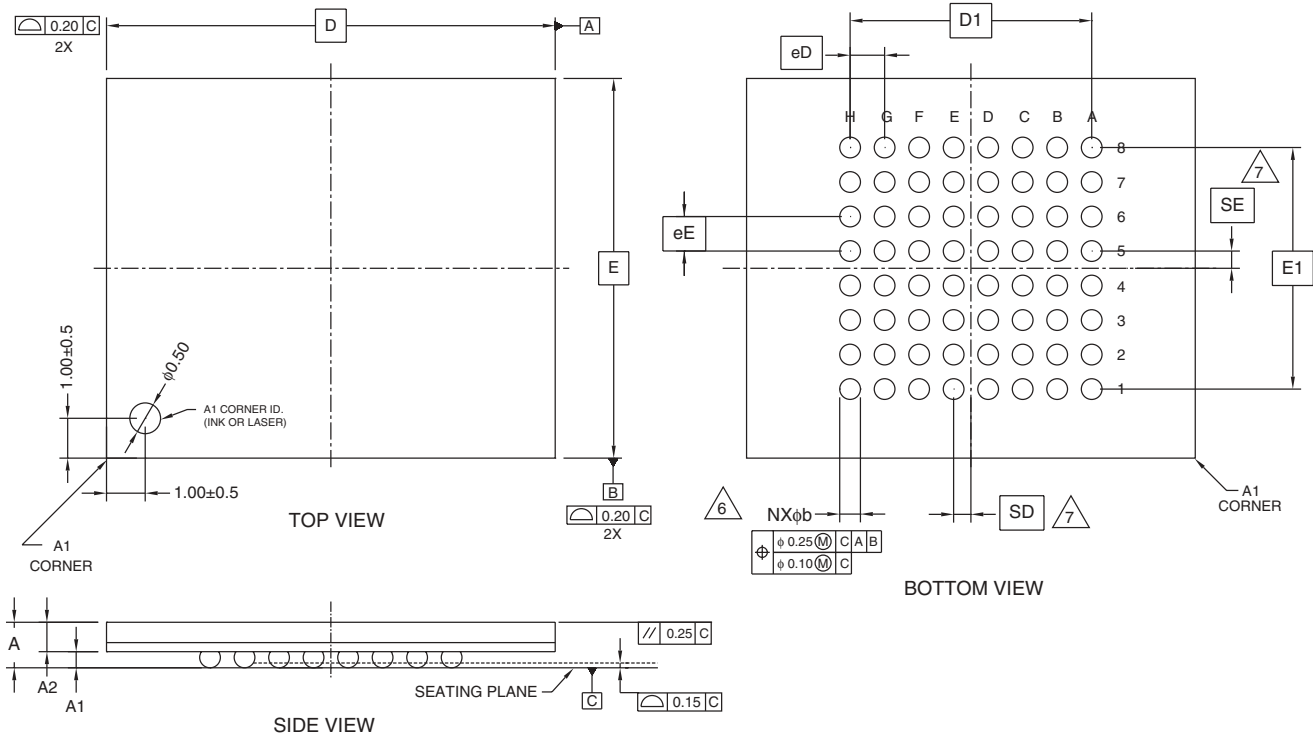 ⌓ 0.20 C
2X
D
A
E
1.00±0.5
ϕ0.50
A1 CORNER ID.
(INK OR LASER)
1.00±0.5
B
⌓ 0.20 C
2X
TOP VIEW
A1
CORNER
D1
eD
H G F E D C B A
8
7
6
5
4
3
2
1
7
SE
eE
E1
6
NXϕb
SD
7
A1
CORNER
⌖ ϕ 0.25 Ⓜ C A B
ϕ 0.10 Ⓜ C
BOTTOM VIEW
A
A2
A1
// 0.25 C
SEATING PLANE
C
⌓ 0.15 C
SIDE VIEW